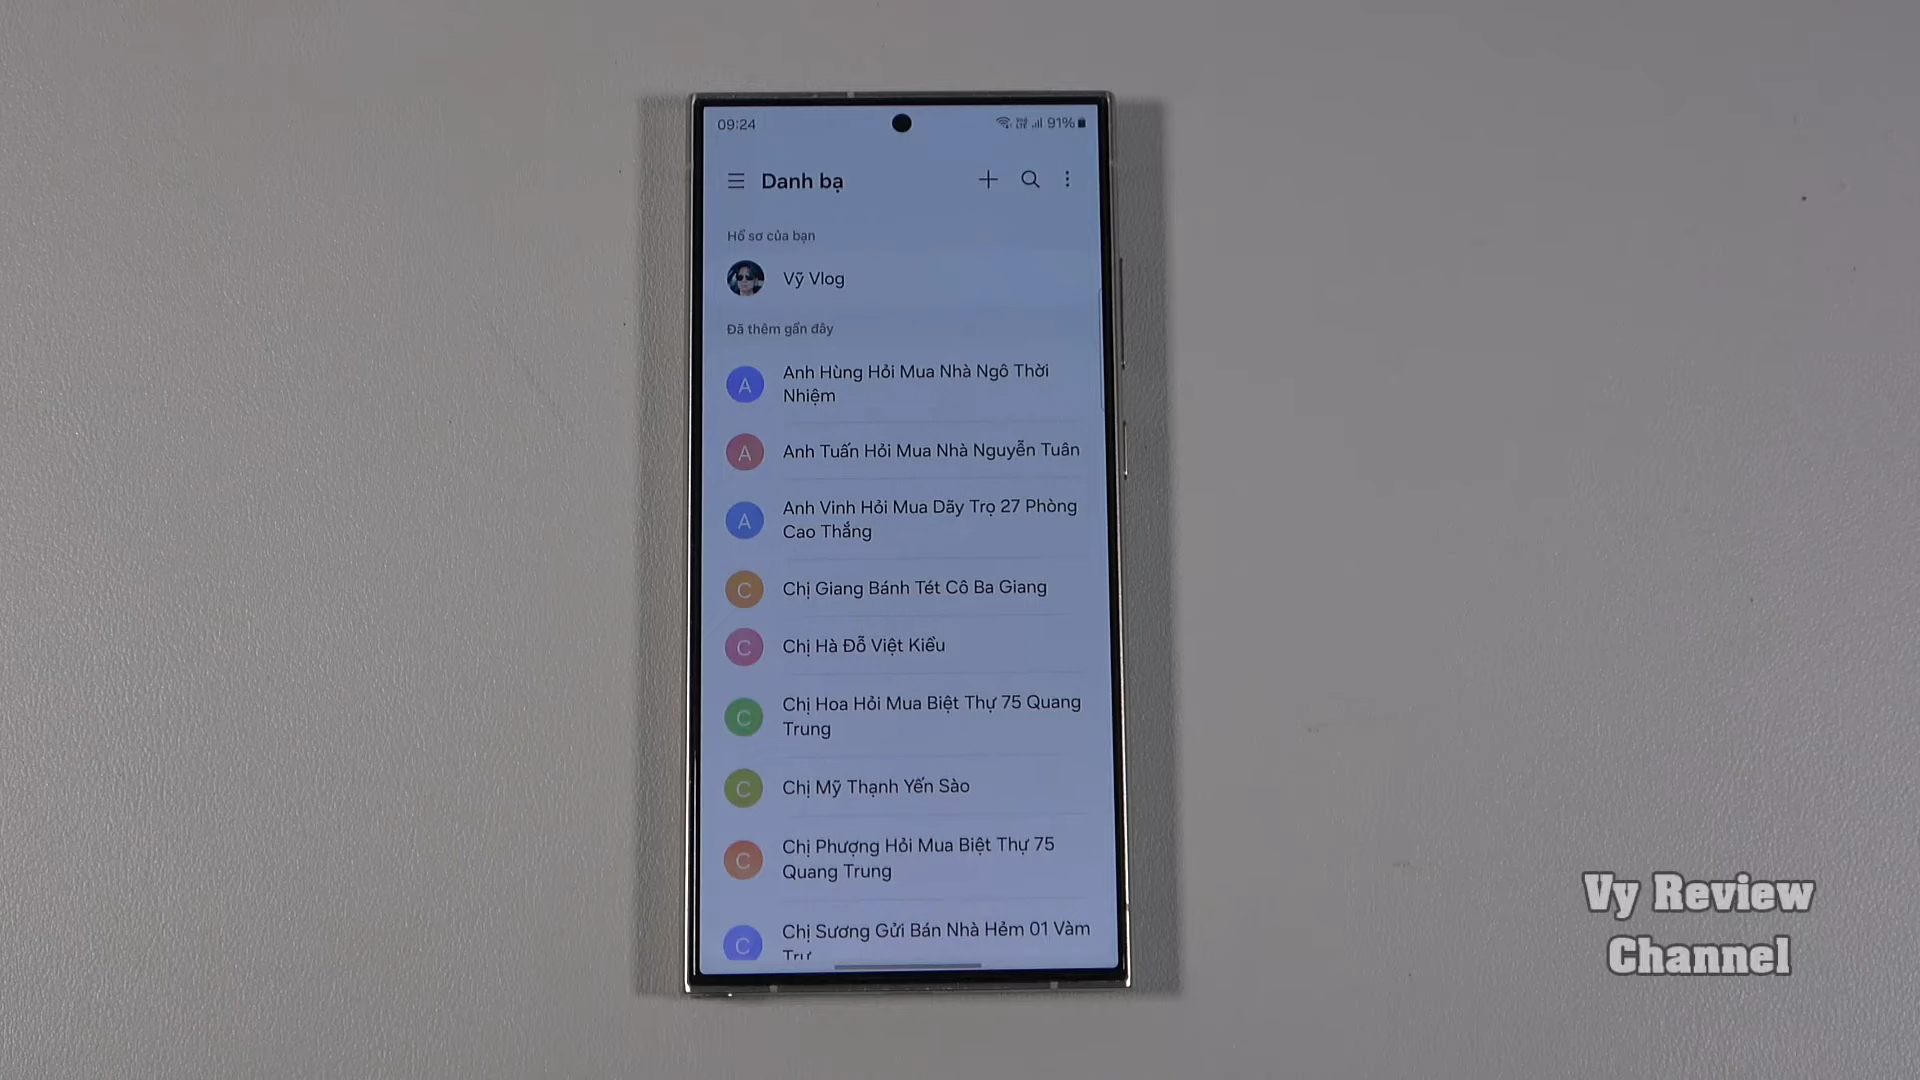 09:24
91%
Danh bạ
Hồ sơ của bạn
Vỹ Vlog
Đã thêm gần đây
A
Anh Hùng Hỏi Mua Nhà Ngô Thời
Nhiệm
A
Anh Tuấn Hỏi Mua Nhà Nguyễn Tuân
A
Anh Vinh Hỏi Mua Dãy Trọ 27 Phòng
Cao Thắng
C
Chị Giang Bánh Tét Cô Ba Giang
C
Chị Hà Đỗ Việt Kiều
C
Chị Hoa Hỏi Mua Biệt Thự 75 Quang
Trung
C
Chị Mỹ Thạnh Yến Sào
C
Chị Phượng Hỏi Mua Biệt Thự 75
Quang Trung
C
Chị Sương Gửi Bán Nhà Hẻm 01 Vàm
Vy Review
Channel